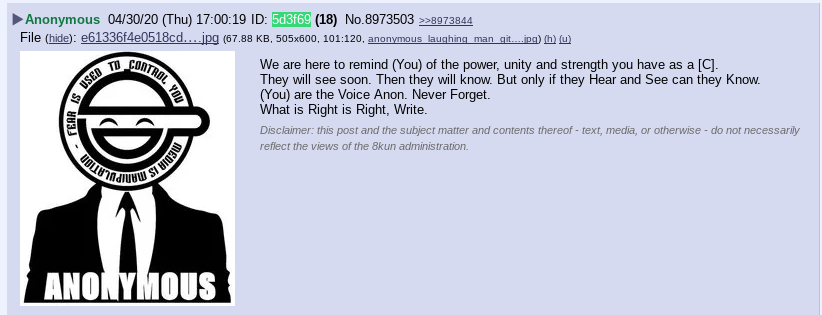 ▶Anonymous 04/30/20 (Thu) 17:00:19 ID: 5d3f69 (18) No.8973503 >>8973844
File (hide): e61336f4e0518cd….jpg (67.88 KB, 505x600, 101:120, anonymous_laughing_man_git….jpg) (h) (u)
FEAR IS USED TO CONTROL YOU - MEDIA IS MANIPULATION -
ANONYMOUS
We are here to remind (You) of the power, unity and strength you have as a [C].
They will see soon. Then they will know. But only if they Hear and See can they Know.
(You) are the Voice Anon. Never Forget.
What is Right is Right, Write.
Disclaimer: this post and the subject matter and contents thereof - text, media, or otherwise - do not necessarily
reflect the views of the 8kun administration.